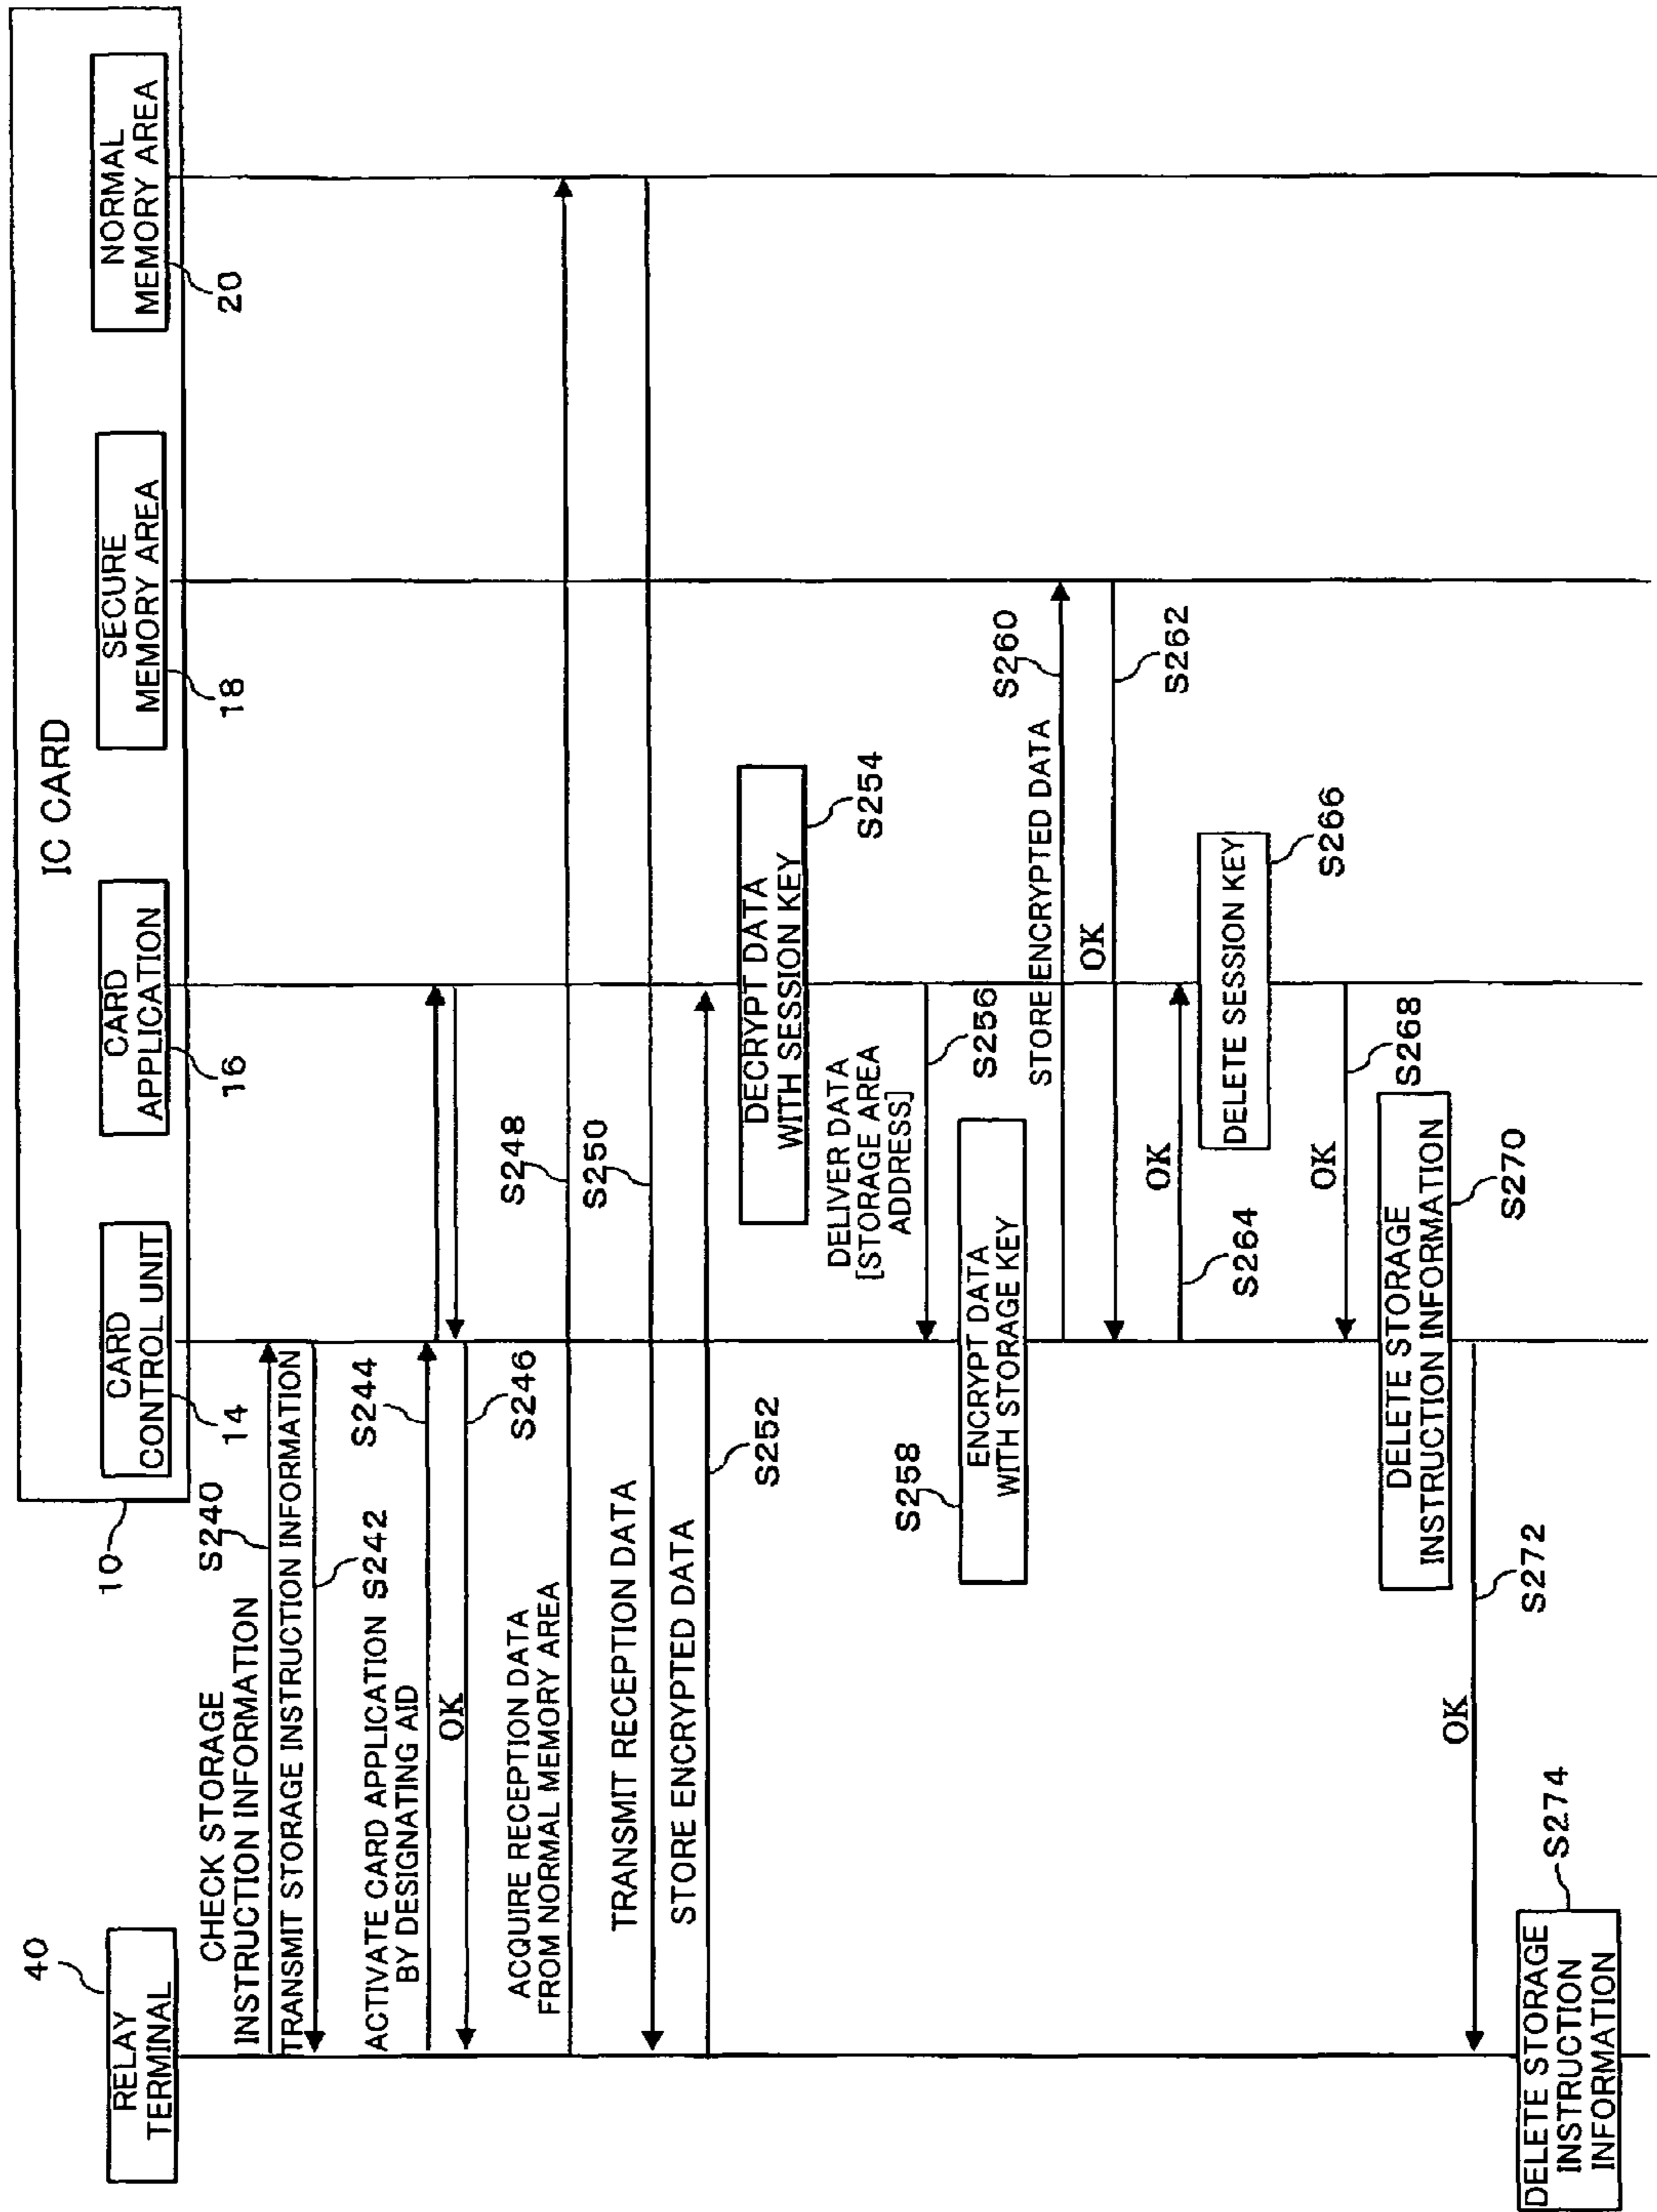 IC CARD
RELAY
TERMINAL
40
10
CARD
CONTROL UNIT
14
CARD
APPLICATION
16
SECURE
MEMORY AREA
18
NORMAL
MEMORY AREA
20
CHECK STORAGE
INSTRUCTION INFORMATION
S240
TRANSMIT STORAGE INSTRUCTION INFORMATION
S242
ACTIVATE CARD APPLICATION
BY DESIGNATING AID
S244
OK
S246
ACQUIRE RECEPTION DATA
FROM NORMAL MEMORY AREA
S248
TRANSMIT RECEPTION DATA
S250
STORE ENCRYPTED DATA
S252
DECRYPT DATA
WITH SESSION KEY
S254
DELIVER DATA
[STORAGE AREA
ADDRESS]
S256
ENCRYPT DATA
WITH STORAGE KEY
S258
STORE ENCRYPTED DATA
S260
OK
S262
OK
S264
DELETE SESSION KEY
S266
OK
S268
DELETE STORAGE
INSTRUCTION INFORMATION
S270
OK
S272
DELETE STORAGE
INSTRUCTION
INFORMATION
S274